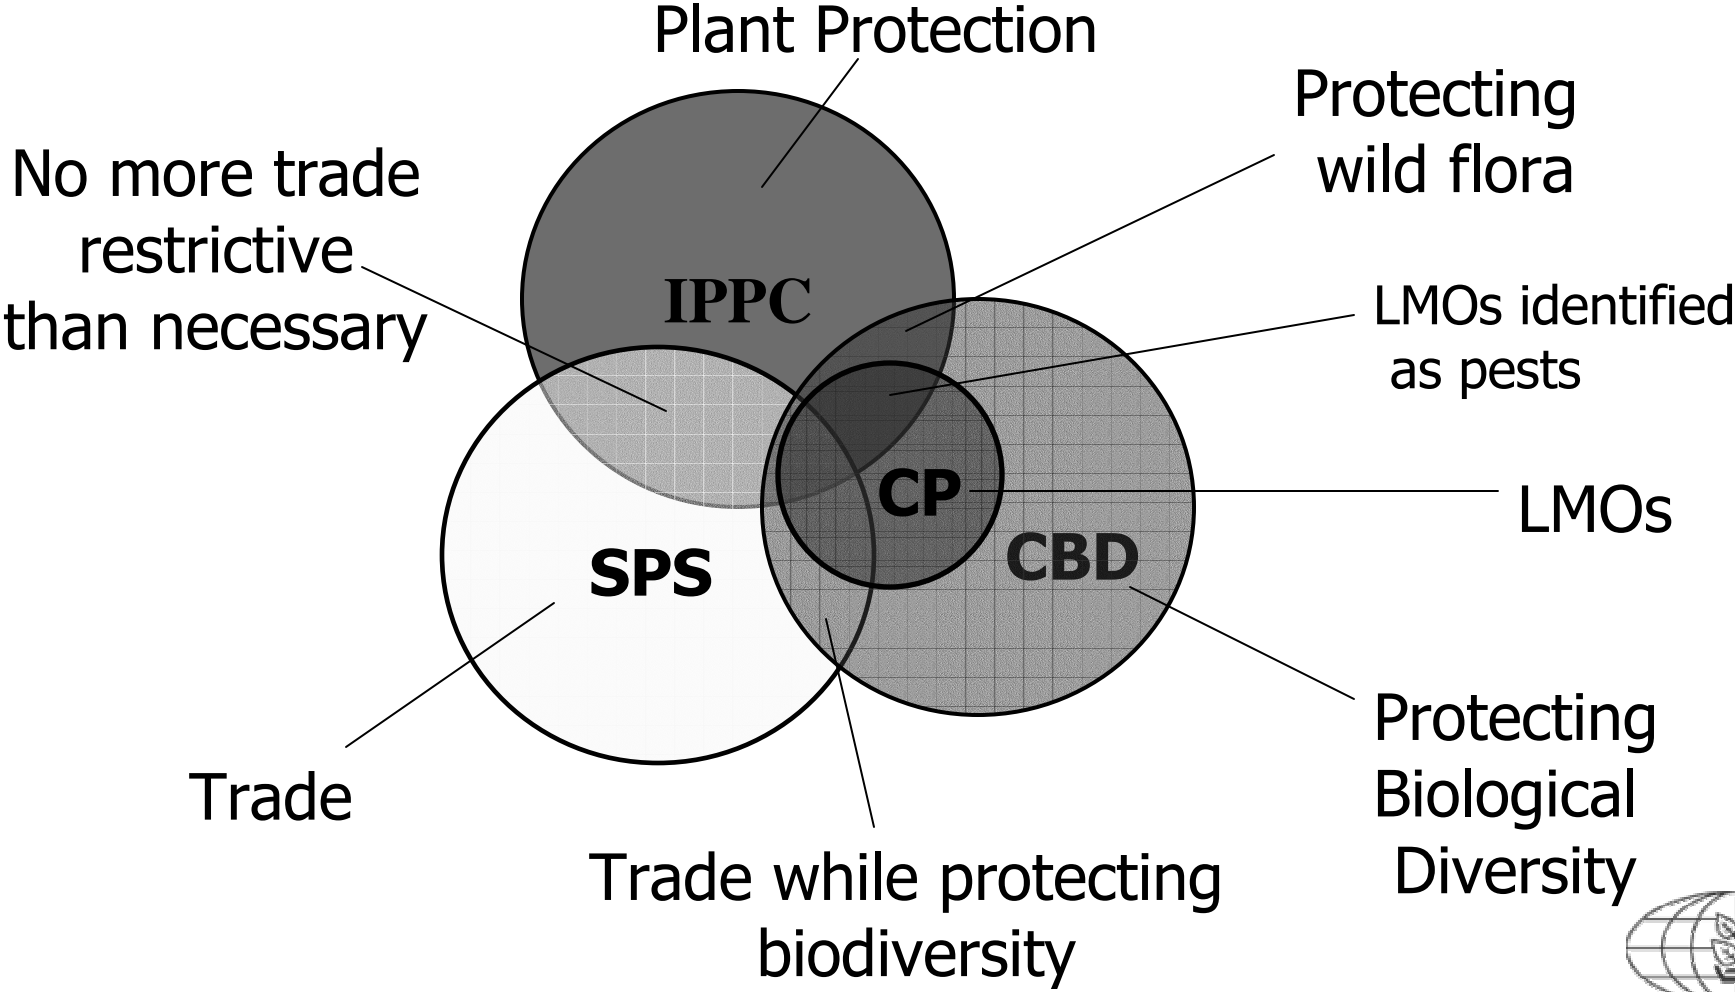 Plant Protection
Protecting
wild flora
No more trade
restrictive
than necessary
IPPC
LMOs identified
as pests
CP
LMOs
SPS
CBD
Protecting
Biological
Diversity
Trade
Trade while protecting
biodiversity